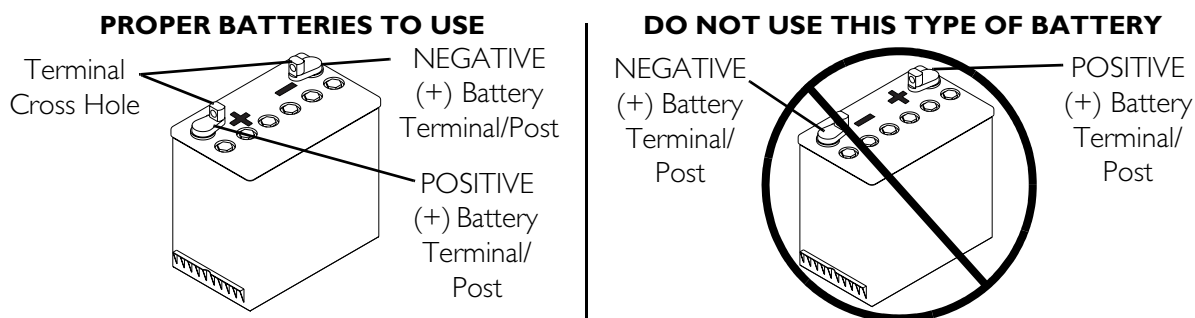 PROPER BATTERIES TO USE
Terminal
Cross Hole
NEGATIVE
(+) Battery
Terminal/Post
POSITIVE
(+) Battery
Terminal/
Post
DO NOT USE THIS TYPE OF BATTERY
NEGATIVE
(+) Battery
Terminal/
Post
POSITIVE
(+) Battery
Terminal/
Post